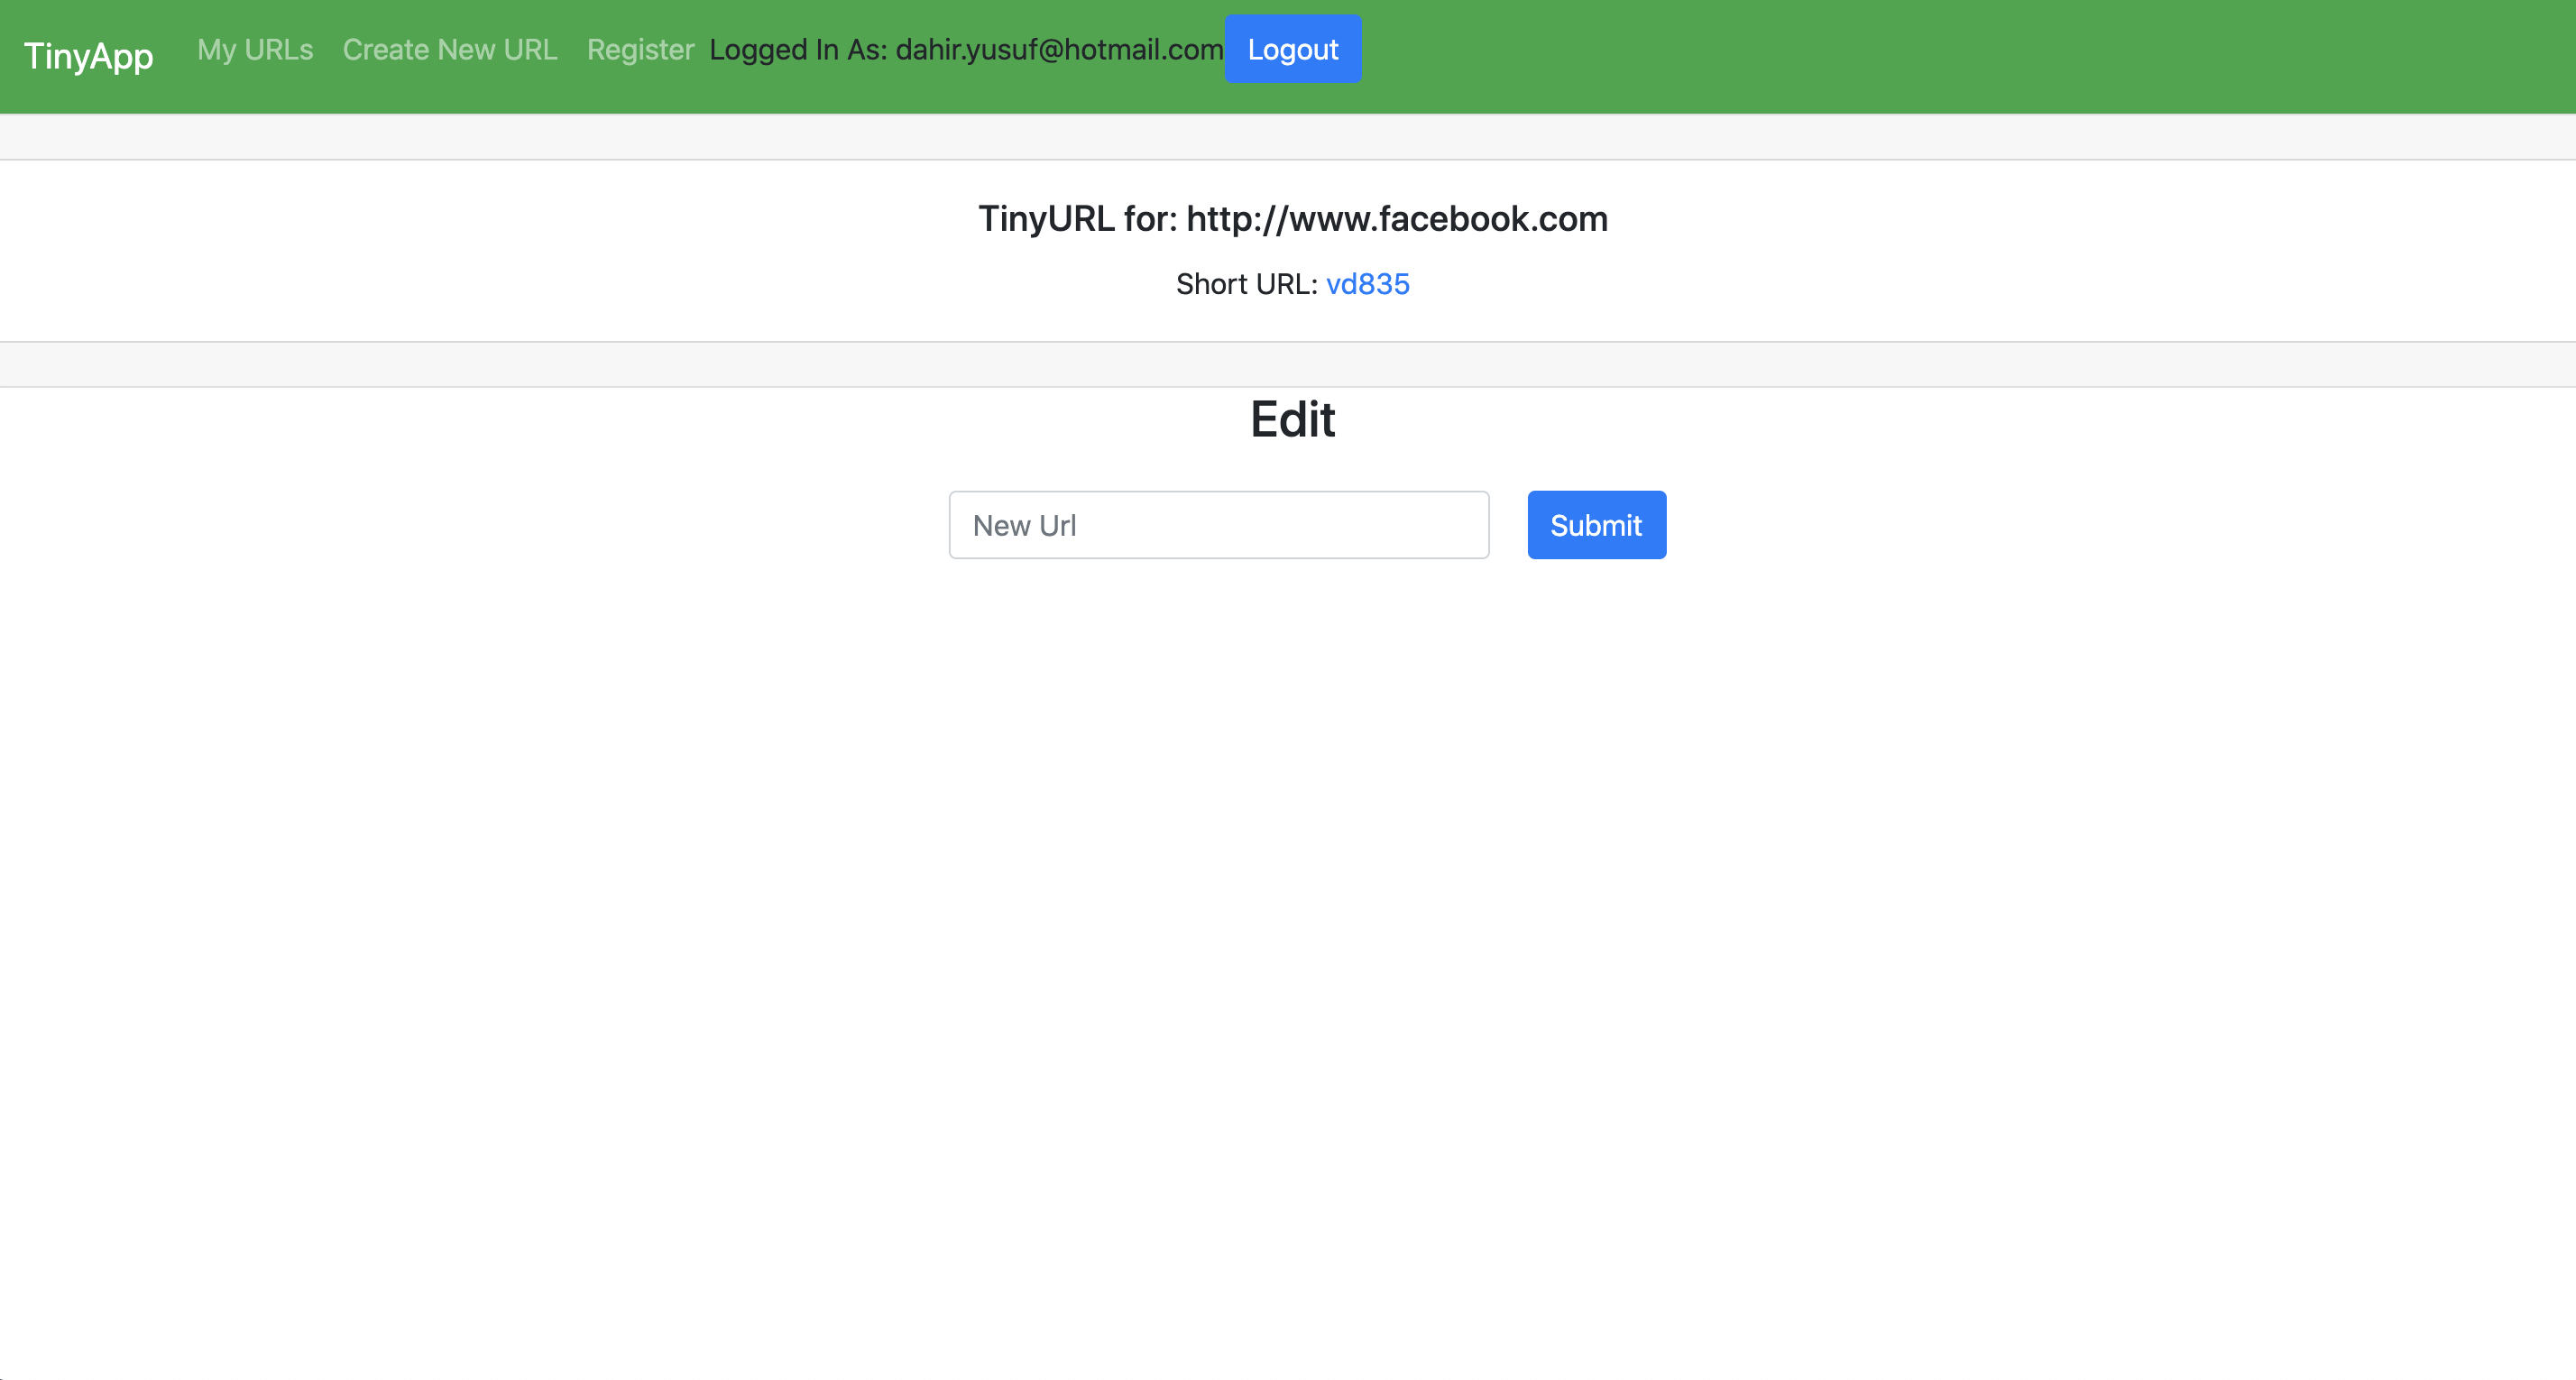 TinyApp My URLs Create New URL Register Logged In As: dahir.yusuf@hotmail.com Logout
TinyURL for: http://www.facebook.com
Short URL: vd835
Edit
New Url Submit